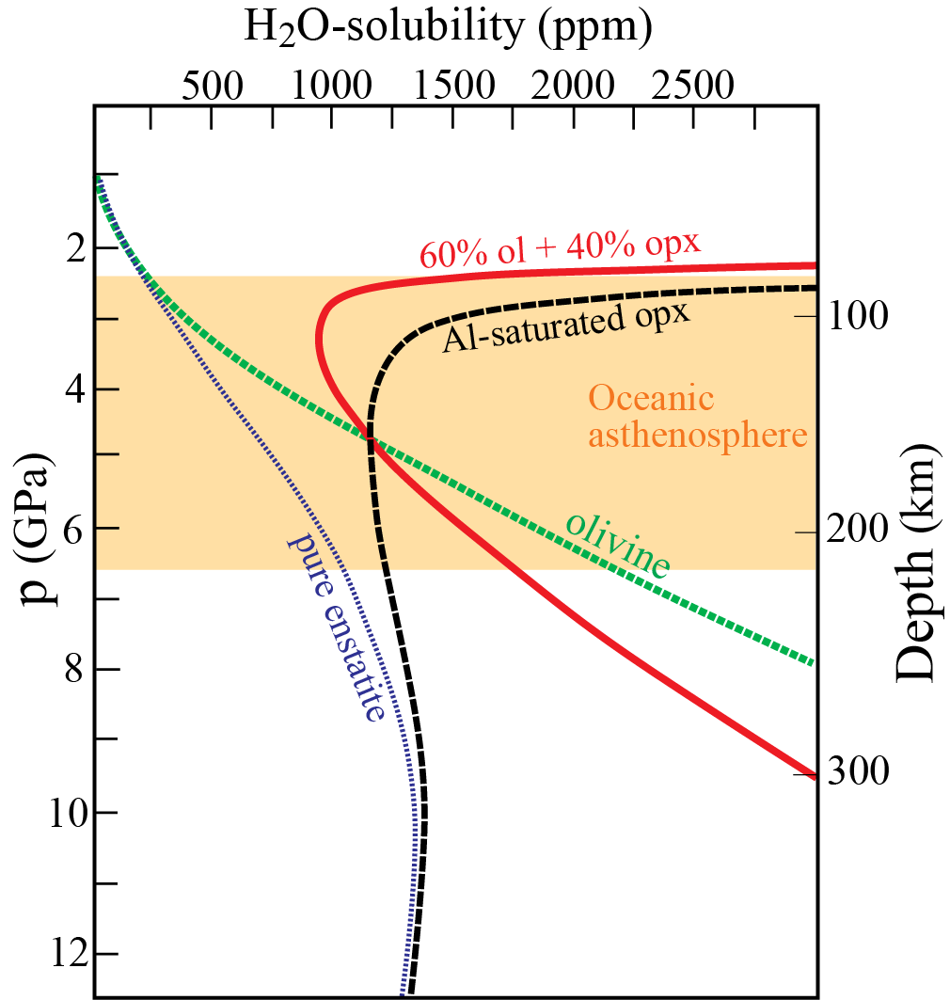 H₂O-solubility (ppm)
500 1000 1500 2000 2500
2
60% ol + 40% opx
Al-saturated opx
100
4
Oceanic
asthenosphere
p (GPa)
Depth (km)
6
200
olivine
pure enstatite
8
300
10
12